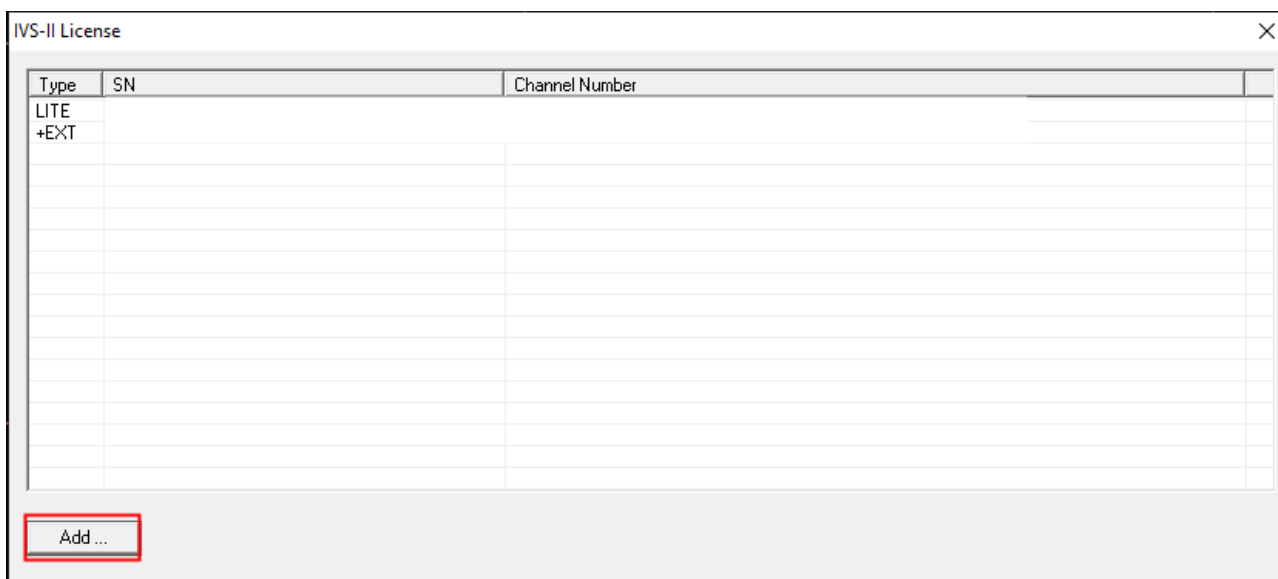 IVS-II License
Type SN Channel Number
LITE
+EXT
Add ...